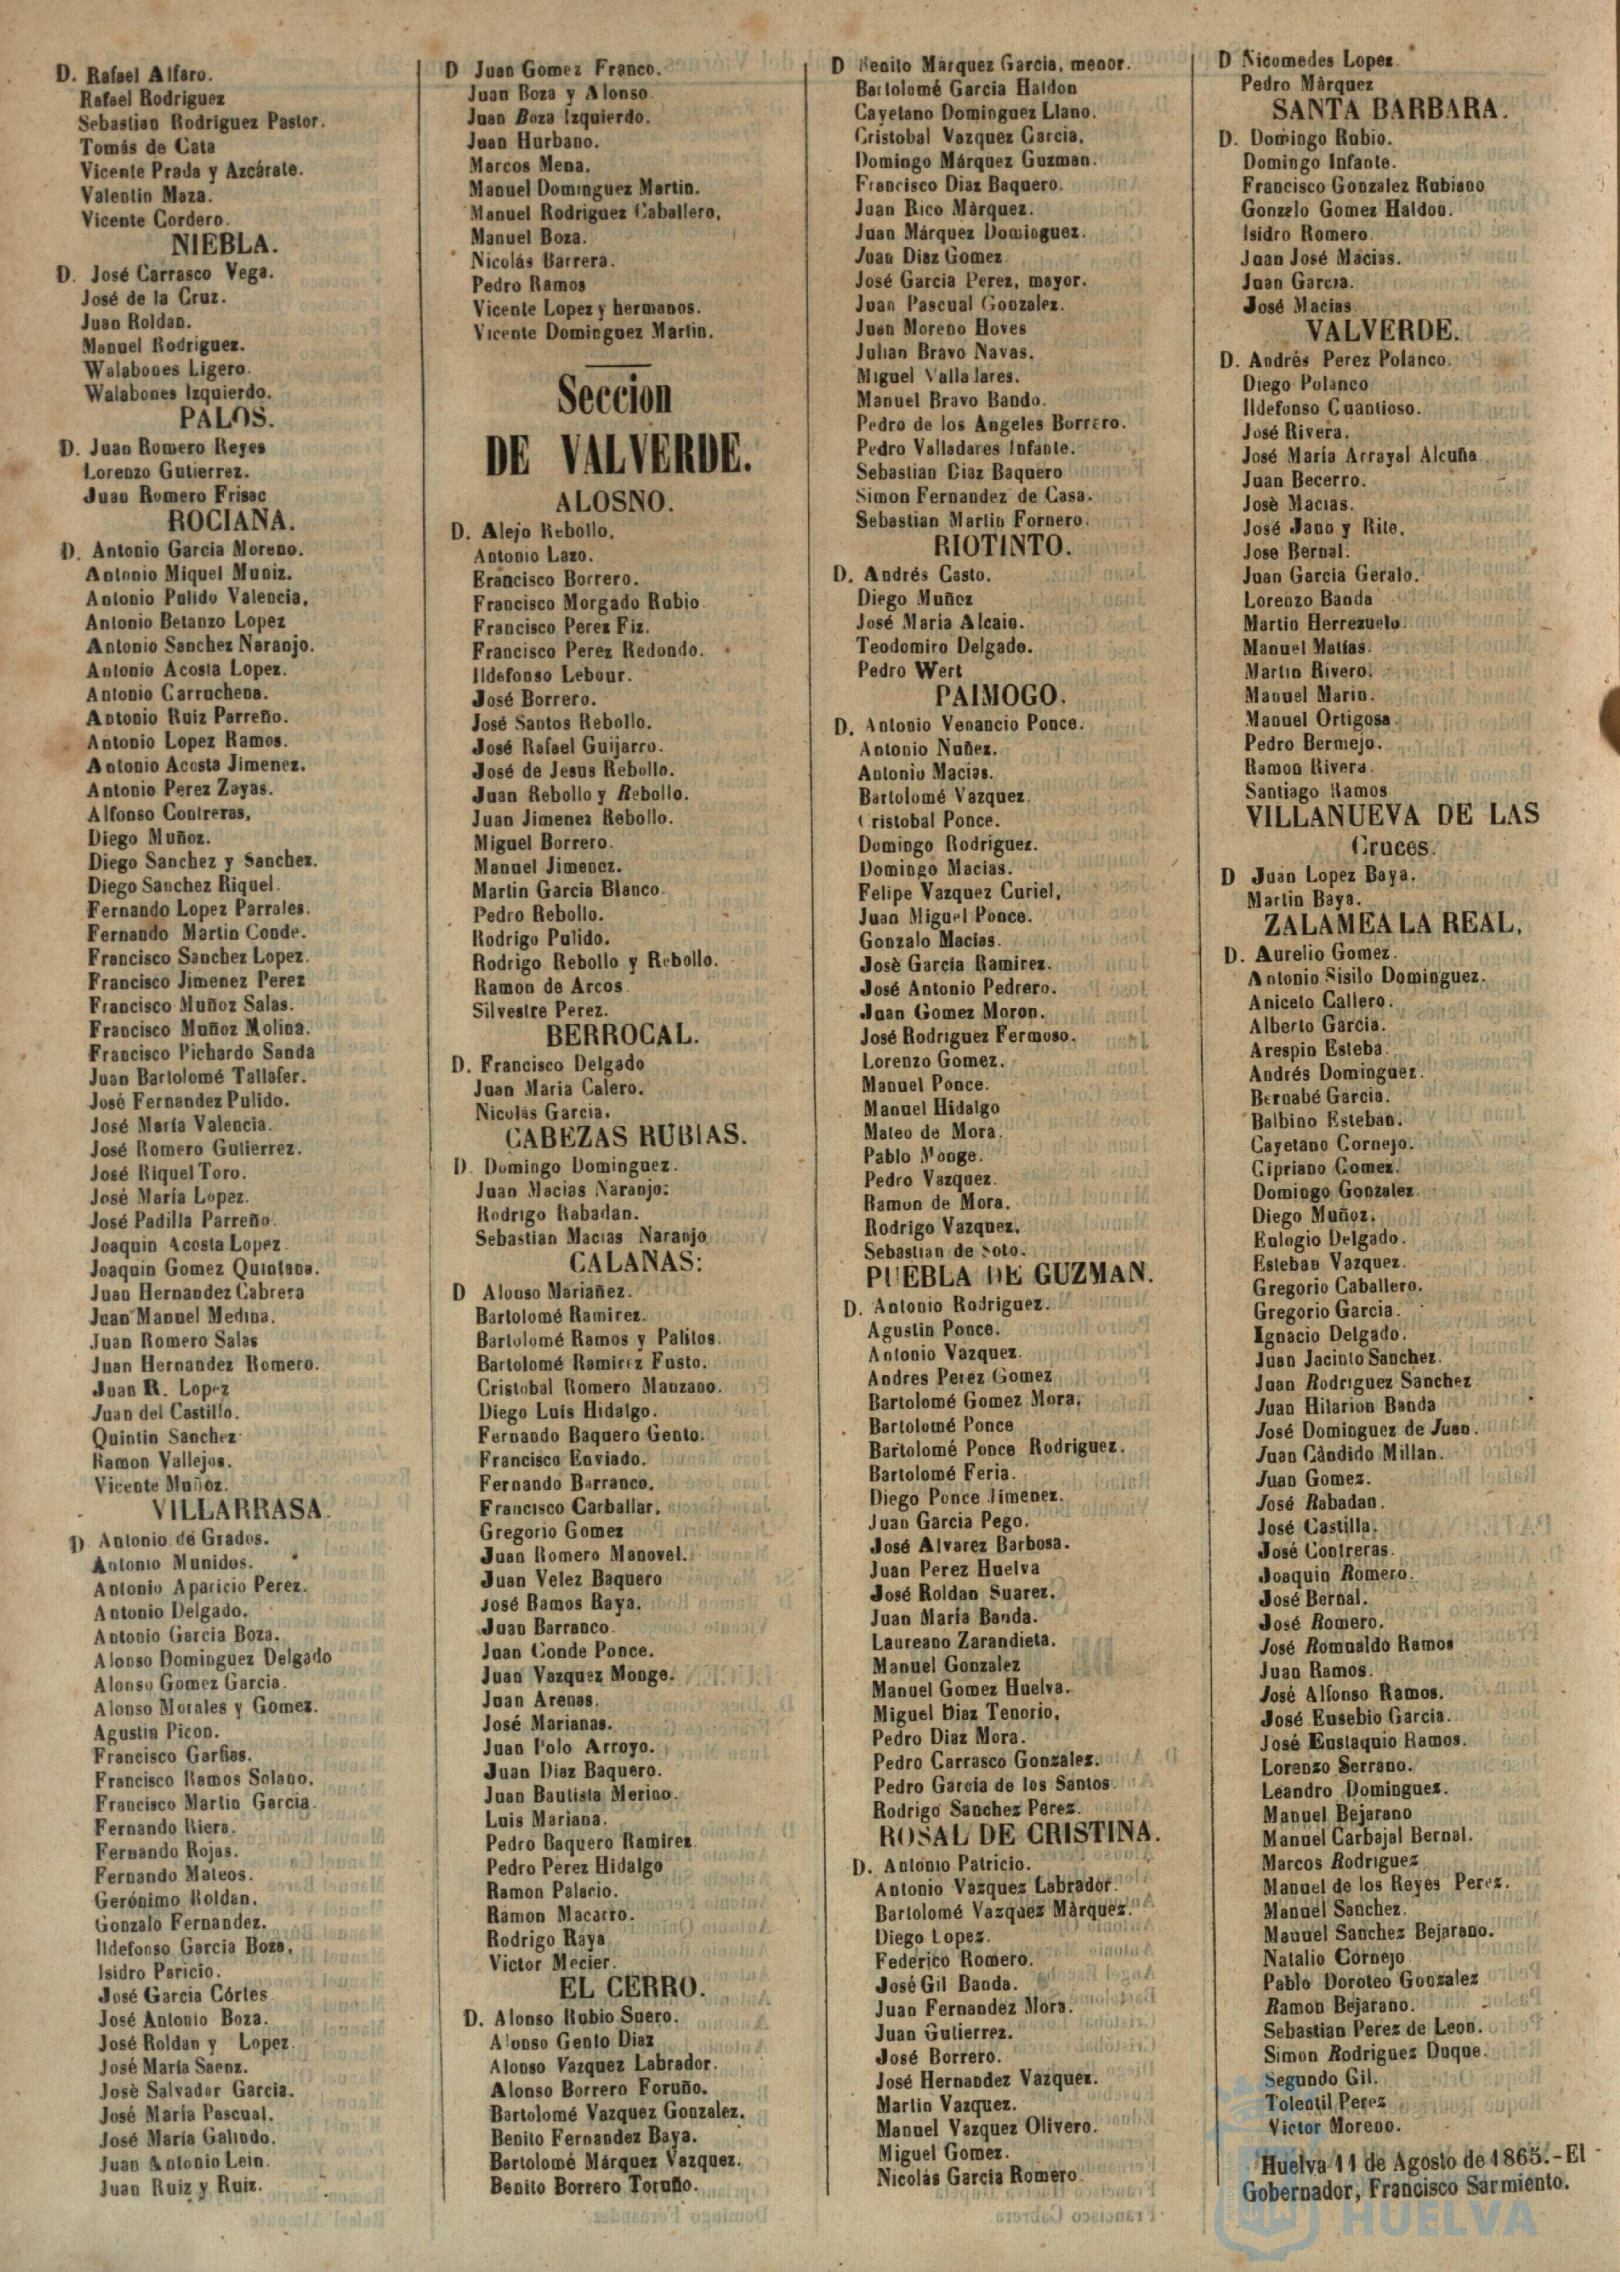 D. Rafael Alfaro.
Rafael Rodriguez
Sebastian Rodriguez Pastor.
Tomás de Cata
Vicente Prada y Azcárate.
Valentin Maza.
Vicente Cordero.
NIEBLA.
D. José Carrasco Vega.
José de la Cruz.
Juan Roldan.
Manuel Rodriguez.
Walabones Ligero.
Walabones Izquierdo.
PALOS.
D. Juan Romero Reyes
Lorenzo Gutierrez.
Juan Romero Frisac
ROCIANA.
D. Antonio Garcia Moreno.
Antonio Miquel Muniz.
Antonio Pulido Valencia,
Antonio Betanzo Lopez
Antonio Sanchez Naranjo.
Antonio Acosta Lopez.
Antonio Carruchena.
Antonio Ruiz Parreño.
Antonio Lopez Ramos.
Antonio Acosta Jimenez.
Antonio Perez Zayas.
Alfonso Contreras,
Diego Muñoz.
Diego Sanchez y Sanchez.
Diego Sanchez Riquel.
Fernando Lopez Parrales.
Fernando Martin Conde.
Francisco Sanchez Lopez.
Francisco Jimenez Perez
Francisco Muñoz Salas.
Francisco Muñoz Molina.
Francisco Pichardo Sanda
Juan Bartolomé Tallafer.
José Fernandez Pulido.
José María Valencia.
José Romero Gutierrez.
José Riquel Toro.
José María Lopez.
José Padilla Parreño.
Joaquin Acosta Lopez.
Joaquin Gomez Quintana.
Juan Hernandez Cabrera
Juan Manuel Medina.
Juan Romero Salas
Juan Hernandez Romero.
Juan R. Lopez
Juan del Castillo.
Quintin Sanchez
Ramon Vallejos.
Vicente Muñoz.
VILLARRASA.
D Antonio de Grados.
Antonio Munidos.
Antonio Aparicio Perez.
Antonio Delgado.
Antonio Garcia Boza.
Alonso Dominguez Delgado
Alonso Gomez Garcia.
Alonso Morales y Gomez.
Agustin Picon.
Francisco Garfias.
Francisco Ramos Solano.
Francisco Martin Garcia.
Fernando Riera.
Fernando Rojas.
Fernando Mateos.
Gerónimo Roldan.
Gonzalo Fernandez.
Ildefonso Garcia Boza,
Isidro Paricio.
José Garcia Córtes
José Antonio Boza.
José Roldan y Lopez.
José María Saenz.
Josè Salvador Garcia.
José María Pascual.
José María Galindo.
Juan Antonio Lein.
Juan Ruiz y Ruiz.
D Juan Gomez Franco.
Juan Boza y Alonso.
Juan Boza Izquierdo.
Juan Hurbano.
Marcos Mena.
Manuel Dominguez Martin.
Manuel Rodriguez Caballero,
Manuel Boza.
Nicolás Barrera.
Pedro Ramos
Vicente Lopez y hermanos.
Vicente Dominguez Martin.
Seccion
DE VALVERDE.
ALOSNO.
D. Alejo Rebollo,
Antonio Lazo.
Erancisco Borrero.
Francisco Morgado Rubio.
Francisco Perez Fiz.
Francisco Perez Redondo.
Ildefonso Lebour.
José Borrero.
José Santos Rebollo.
José Rafael Guijarro.
José de Jesus Rebollo.
Juan Rebollo y Rebollo.
Juan Jimenez Rebollo.
Miguel Borrero.
Manuel Jimenez.
Martin Garcia Blanco.
Pedro Rebollo.
Rodrigo Pulido.
Rodrigo Rebollo y Rebollo.
Ramon de Arcos.
Silvestre Perez.
BERROCAL.
D. Francisco Delgado
Juan Maria Calero.
Nicolás Garcia.
CABEZAS RUBIAS.
D. Domingo Dominguez.
Juan Macias Naranjo:
Rodrigo Rabadan.
Sebastian Macias Naranjo
CALANAS:
D Alonso Mariañez.
Bartolomé Ramirez.
Bartolomé Ramos y Palitos.
Bartolomé Ramirez Fusto.
Cristobal Romero Manzano.
Diego Luis Hidalgo.
Fernando Baquero Gento.
Francisco Enviado.
Fernando Barranco.
Francisco Carballar,
Gregorio Gomez
Juan Romero Manovel.
Juan Velez Baquero
José Ramos Raya.
Juan Barranco.
Juan Conde Ponce.
Juan Vazquez Monge.
Juan Arenas.
José Marianas.
Juan Polo Arroyo.
Juan Diaz Baquero.
Juan Bautista Merino.
Luis Mariana.
Pedro Baquero Ramirez
Pedro Perez Hidalgo
Ramon Palacio.
Ramon Macarro.
Rodrigo Raya
Victor Mecier.
EL CERRO.
D. Alonso Rubio Suero.
Alonso Gento Diaz
Alonso Vazquez Labrador.
Alonso Borrero Foruño.
Bartolomé Vazquez Gonzalez.
Benito Fernandez Baya.
Bartolomé Márquez Vazquez.
Benito Borrero Toruño.
D Benito Márquez Garcia, menor.
Bartolomé Garcia Haldon
Cayetano Dominguez Llano.
Cristobal Vazquez Garcia.
Domingo Márquez Guzman.
Francisco Diaz Baquero.
Juan Rico Màrquez.
Juan Márquez Dominguez.
Juan Diaz Gomez
José Garcia Perez, mayor.
Juan Pascual Gonzalez.
Juan Moreno Hoves
Julian Bravo Navas.
Miguel Valladares.
Manuel Bravo Bando.
Pedro de los Angeles Borrero.
Pedro Valladares Infante.
Sebastian Diaz Baquero
Simon Fernandez de Casa.
Sebastian Martin Fornero.
RIOTINTO.
D. Andrés Casto.
Diego Muñoz
José María Alcaie.
Teodomiro Delgado.
Pedro Wert
PAIMOGO.
D. Antonio Venancio Ponce.
Antonio Nuñez.
Antonio Macias.
Bartolomé Vazquez.
Cristobal Ponce.
Domingo Rodriguez.
Domingo Macias.
Felipe Vazquez Curiel,
Juan Miguel Ponce.
Gonzalo Macias.
Josè Garcia Ramirez.
José Antonio Pedrero.
Juan Gomez Moron.
José Rodriguez Fermoso.
Lorenzo Gomez.
Manuel Ponce.
Manuel Hidalgo
Mateo de Mora.
Pablo Monge.
Pedro Vazquez.
Ramon de Mora.
Rodrigo Vazquez,
Sebastian de Soto.
PUEBLA DE GUZMAN.
D. Antonio Rodriguez.
Agustin Ponce.
Antonio Vazquez.
Andres Perez Gomez
Bartolomé Gomez Mora.
Bartolomé Ponce
Bartolomé Ponce Rodriguez.
Bartolomé Feria.
Diego Ponce Jimenez.
Juan Garcia Pego.
José Alvarez Barbosa.
Juan Perez Huelva
José Roldan Suarez.
Juan María Banda.
Laureano Zarandieta.
Manuel Gonzalez
Manuel Gomez Huelva.
Miguel Diaz Tenorio,
Pedro Diaz Mora.
Pedro Carrasco Gonzalez.
Pedro Garcia de los Santos.
Rodrigo Sanchez Perez.
ROSAL DE CRISTINA.
D. Antonio Patricio.
Antonio Vazquez Labrador.
Bartolomé Vazquez Màrquez.
Diego Lopez.
Federico Romero.
José Gil Banda.
Juan Fernandez Mora.
Juan Gutierrez.
José Borrero.
José Hernandez Vazquez.
Martin Vazquez.
Manuel Vazquez Olivero.
Miguel Gomez.
Nicolás Garcia Romero.
D Nicomedes Lopez.
Pedro Màrquez
SANTA BARBARA.
D. Domingo Rubio.
Domingo Infante.
Francisco Gonzalez Rubiano
Gonzalo Gomez Haldon.
Isidro Romero.
Juan José Macias.
Juan Garcia.
José Macias
VALVERDE.
D. Andrés Perez Polanco.
Diego Polanco
Ildefonso Cuantioso.
José Rivera.
José María Arrayal Alcuña.
Juan Becerro.
Josè Macias.
José Jano y Rite,
Jose Bernal.
Juan Garcia Geralo.
Lorenzo Banda
Martin Herrezuelo.
Manuel Matías.
Martin Rivero.
Manuel Marin.
Manuel Ortigosa
Pedro Bermejo.
Ramon Rivera.
Santiago Ramos
VILLANUEVA DE LAS
Cruces.
D Juan Lopez Baya.
Martin Baya.
ZALAMEA LA REAL.
D. Aurelio Gomez.
Antonio Sisilo Dominguez.
Aniceto Callero.
Alberto Garcia.
Arespio Esteba.
Andrés Dominguez.
Bernabé Garcia.
Balbino Esteban.
Cayetano Cornejo.
Cipriano Gomez.
Domingo Gonzalez
Diego Muñoz.
Eulogio Delgado.
Esteban Vazquez.
Gregorio Caballero.
Gregorio Garcia.
Ignacio Delgado.
Juan Jacinto Sanchez.
Juan Rodriguez Sanchez
Juan Hilarion Banda
José Dominguez de Juan.
Juan Càndido Millan.
Juan Gomez.
José Rabadan.
José Castilla.
José Contreras.
Joaquin Romero.
José Bernal.
José Romero.
José Romualdo Ramos
Juan Ramos.
José Alfonso Ramos.
José Eusebio Garcia.
José Eustaquio Ramos.
Lorenzo Serrano.
Leandro Dominguez.
Manuel Bejarano
Manuel Carbajal Bernal.
Marcos Rodriguez
Manuel de los Reyes Perez.
Manuel Sanchez.
Manuel Sanchez Bejarano.
Natalio Cornejo
Pablo Doroteo Gonzalez
Ramon Bejarano.
Sebastian Perez de Leon.
Simon Rodriguez Duque.
Segundo Gil.
Tolentil Perez
Victor Moreno.
Huelva 11 de Agosto de 1865.-El
Gobernador, Francisco Sarmiento.
HUELVA